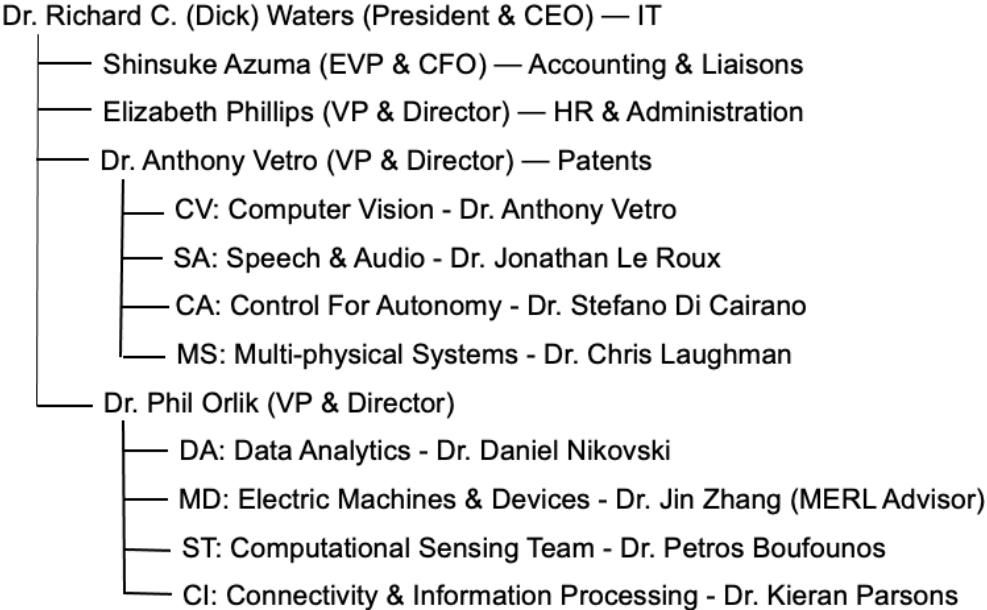 Dr. Richard C. (Dick) Waters (President & CEO) — IT
Shinsuke Azuma (EVP & CFO) — Accounting & Liaisons
Elizabeth Phillips (VP & Director) — HR & Administration
Dr. Anthony Vetro (VP & Director) — Patents
CV: Computer Vision - Dr. Anthony Vetro
SA: Speech & Audio - Dr. Jonathan Le Roux
CA: Control For Autonomy - Dr. Stefano Di Cairano
MS: Multi-physical Systems - Dr. Chris Laughman
Dr. Phil Orlik (VP & Director)
DA: Data Analytics - Dr. Daniel Nikovski
MD: Electric Machines & Devices - Dr. Jin Zhang (MERL Advisor)
ST: Computational Sensing Team - Dr. Petros Boufounos
CI: Connectivity & Information Processing - Dr. Kieran Parsons